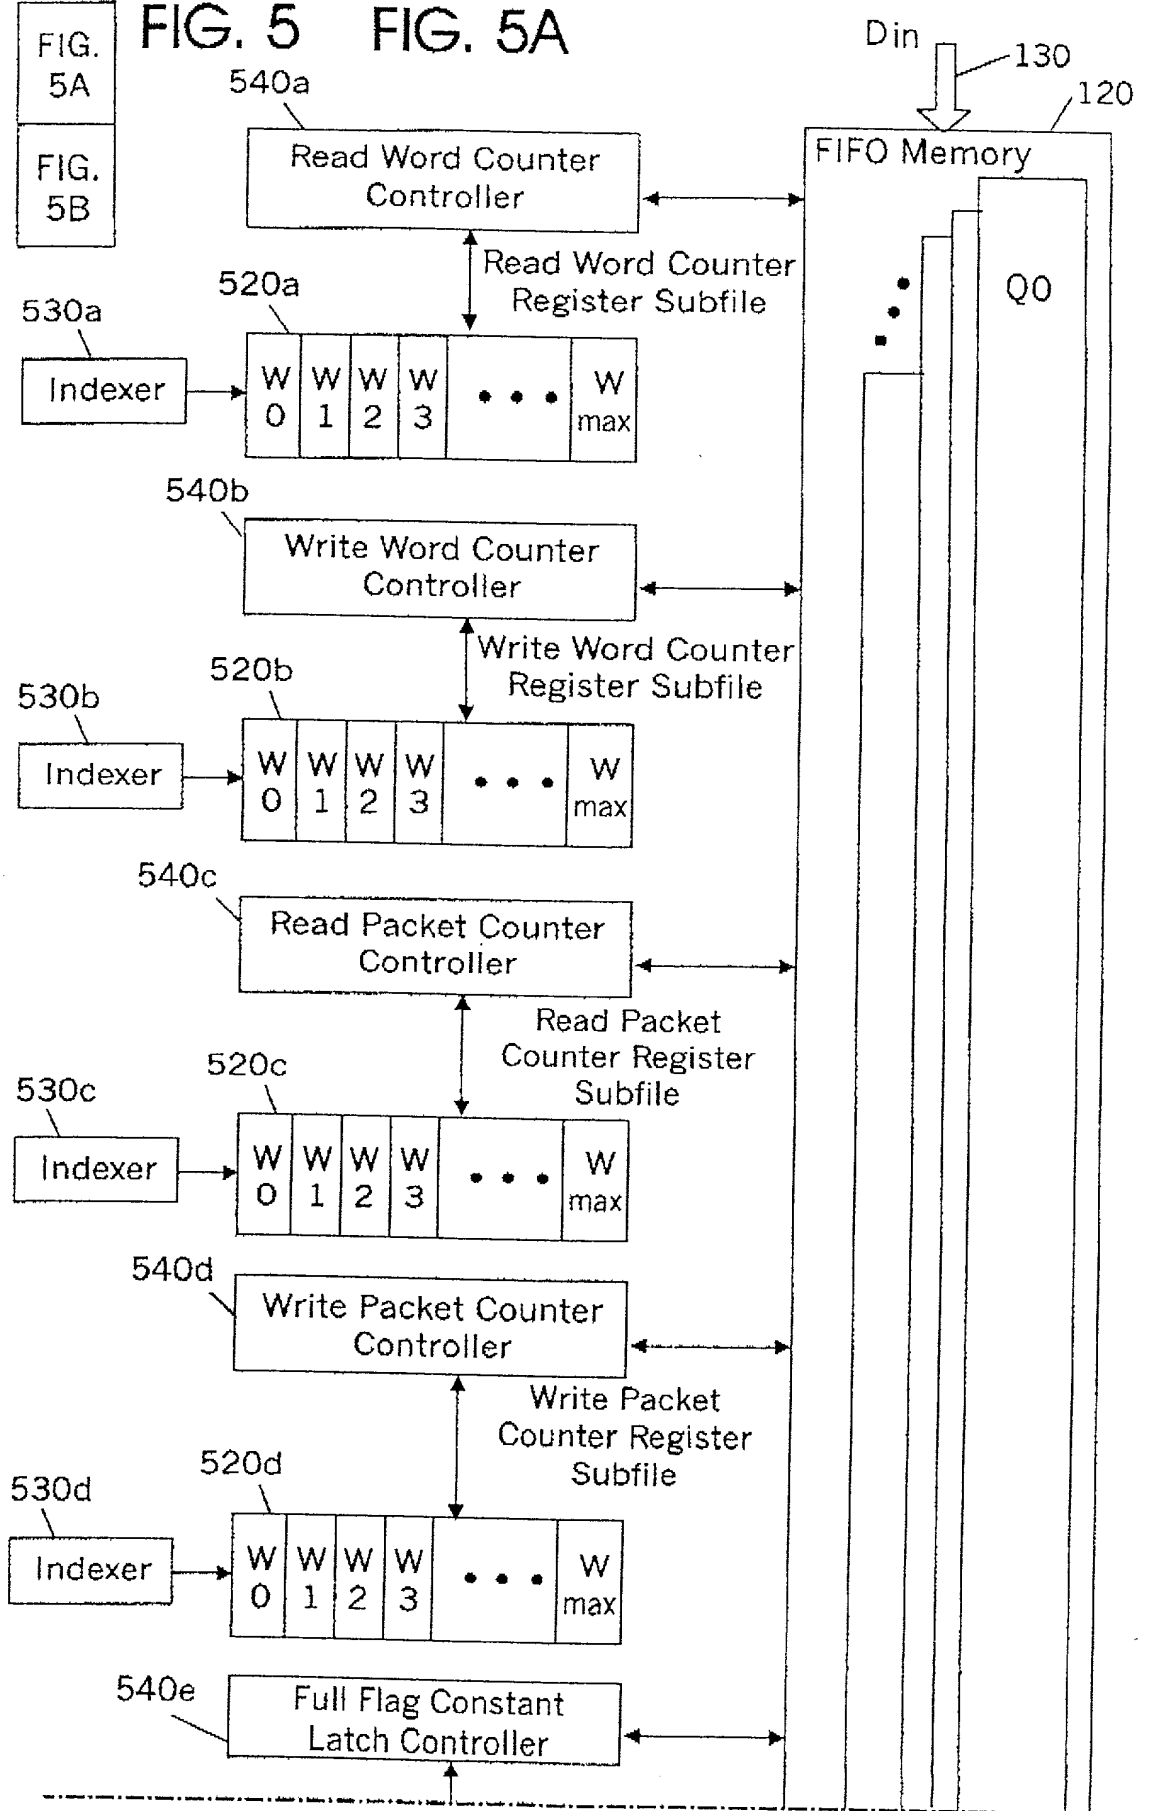 FIG. 5 FIG. 5A
FIG.
5A
FIG.
5B
Din
130
120
FIFO Memory
Q0
540a
Read Word Counter
Controller
Read Word Counter
Register Subfile
520a
530a
Indexer
W W W W W
0 1 2 3 max
540b
Write Word Counter
Controller
Write Word Counter
Register Subfile
520b
530b
Indexer
W W W W W
0 1 2 3 max
540c
Read Packet Counter
Controller
Read Packet
Counter Register
Subfile
520c
530c
Indexer
W W W W W
0 1 2 3 max
540d
Write Packet Counter
Controller
Write Packet
Counter Register
Subfile
520d
530d
Indexer
W W W W W
0 1 2 3 max
540e
Full Flag Constant
Latch Controller